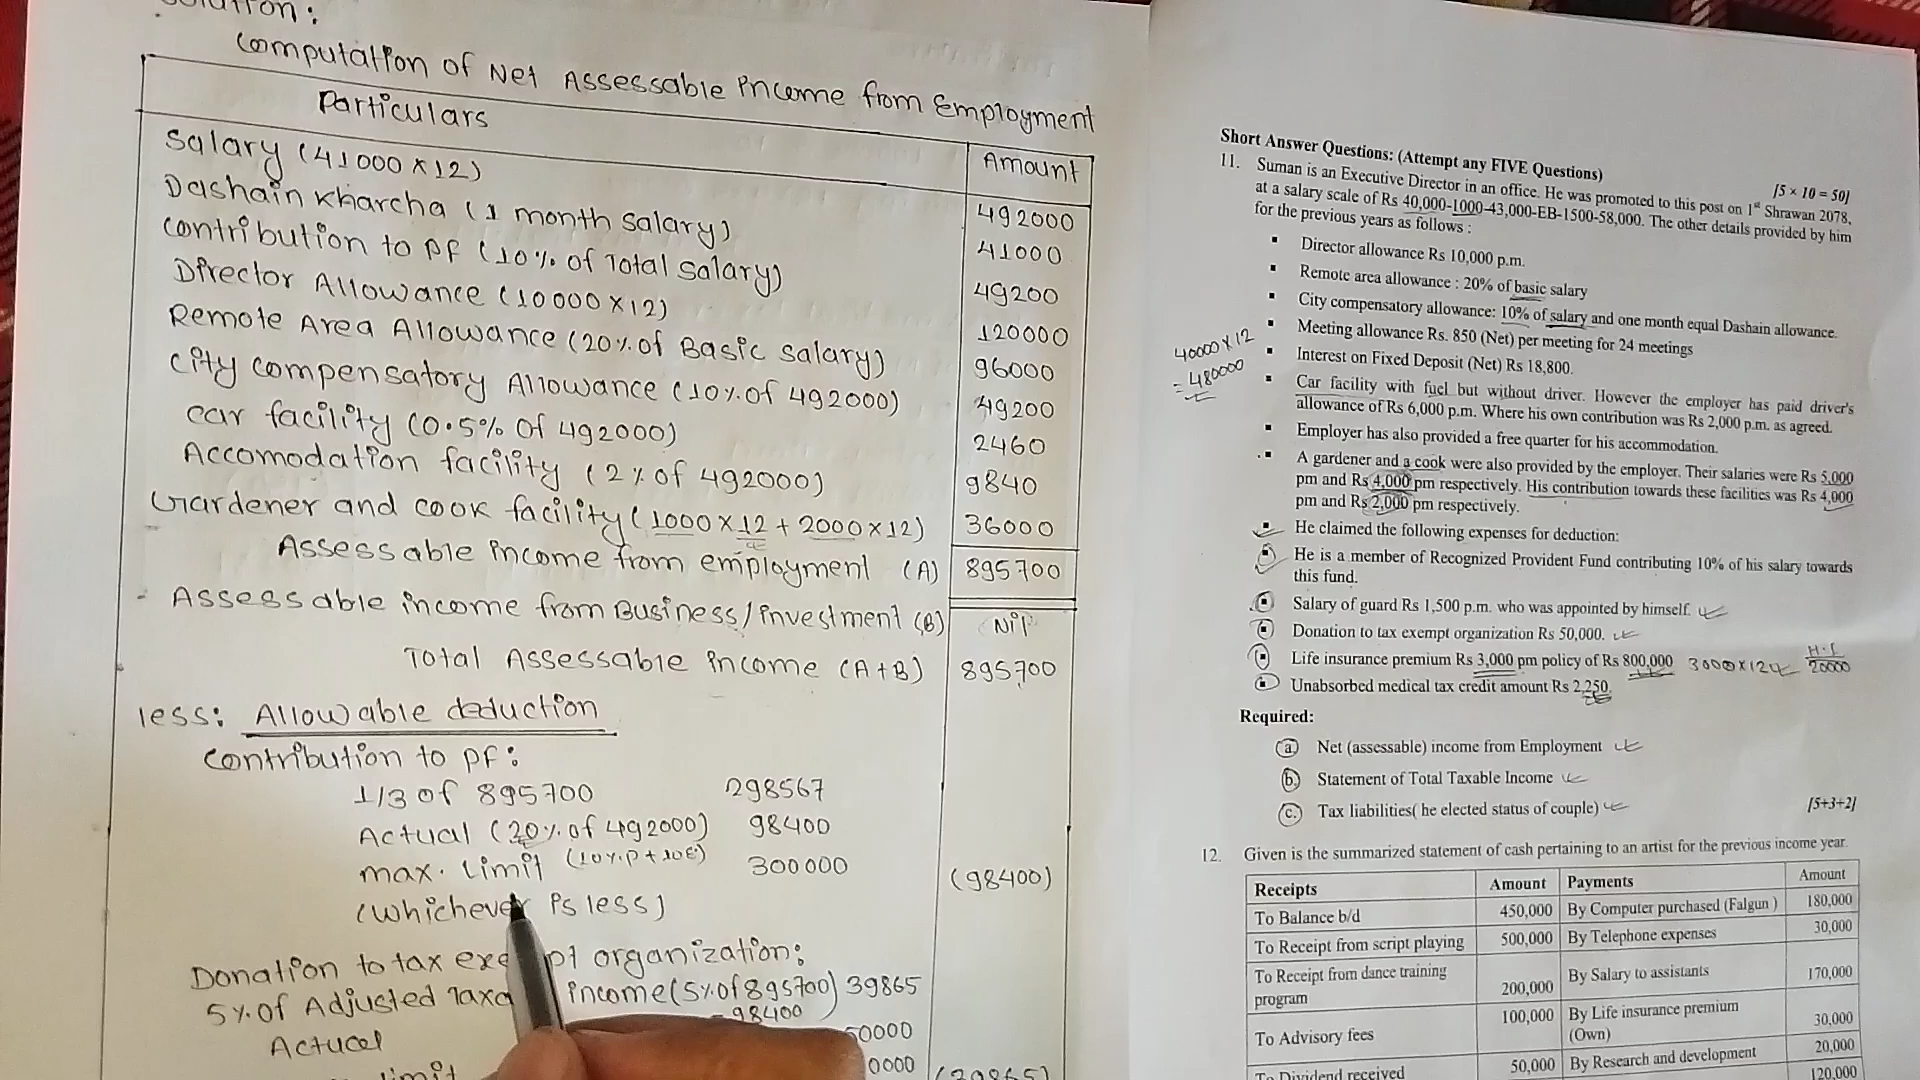 Solution:
Computation of Net Assessable Income from Employment
Particulars
Amount
Salary (41000 x 12)
492000
Dashain Kharcha (1 month salary)
41000
Contribution to PF (10% of Total salary)
49200
Director Allowance (10000 x 12)
120000
Remote Area Allowance (20% of Basic salary)
96000
City compensatory Allowance (10% of 492000)
49200
Car facility (0.5% of 492000)
2460
Accomodation facility (2% of 492000)
9840
Gardener and cook facility (1000 x 12 + 2000 x 12)
36000
Assessable income from employment (A)
895700
Assessable income from Business/investment (B)
Nil
Total Assessable income (A+B)
895700
less: Allowable deduction
Contribution to PF:
1/3 of 895700 298567
Actual (20% of 492000) 98400
max. limit (10% P + 10E) 300000
(98400)
(whichever is less)
Donation to tax organization:
5% of Adjusted income (5% of 895700 39865
- 98400)
Actual
limit
Short Answer Questions: (Attempt any FIVE Questions)
[5 × 10 = 50]
11. Suman is an Executive Director in an office. He was promoted to this post on 1st Shrawan 2078,
at a salary scale of Rs 40,000-1000-43,000-EB-1500-58,000. The other details provided by him
for the previous years as follows :
▪ Director allowance Rs 10,000 p.m.
▪ Remote area allowance : 20% of basic salary
▪ City compensatory allowance: 10% of salary and one month equal Dashain allowance.
▪ Meeting allowance Rs. 850 (Net) per meeting for 24 meetings
▪ Interest on Fixed Deposit (Net) Rs 18,800.
40000 x 12
= 480000
▪ Car facility with fuel but without driver. However the employer has paid driver's
allowance of Rs 6,000 p.m. Where his own contribution was Rs 2,000 p.m. as agreed.
▪ Employer has also provided a free quarter for his accommodation.
▪ A gardener and a cook were also provided by the employer. Their salaries were Rs 5,000
pm and Rs 4,000 pm respectively. His contribution towards these facilities was Rs 4,000
pm and Rs 2,000 pm respectively.
▪ He claimed the following expenses for deduction:
▪ He is a member of Recognized Provident Fund contributing 10% of his salary towards
this fund.
▪ Salary of guard Rs 1,500 p.m. who was appointed by himself.
▪ Donation to tax exempt organization Rs 50,000.
▪ Life insurance premium Rs 3,000 pm policy of Rs 800,000 3000 x 12 H.I 20000
▪ Unabsorbed medical tax credit amount Rs 2,250.
Required:
a. Net (assessable) income from Employment
b. Statement of Total Taxable Income
c. Tax liabilities( he elected status of couple)
[5+3+2]
12. Given is the summarized statement of cash pertaining to an artist for the previous income year.
Receipts Amount Payments Amount
To Balance b/d 450,000 By Computer purchased (Falgun ) 180,000
To Receipt from script playing 500,000 By Telephone expenses 30,000
To Receipt from dance training
program 200,000 By Salary to assistants 170,000
To Advisory fees 100,000 By Life insurance premium
(Own) 30,000
To Dividend received 50,000 By Research and development 20,000
120,000